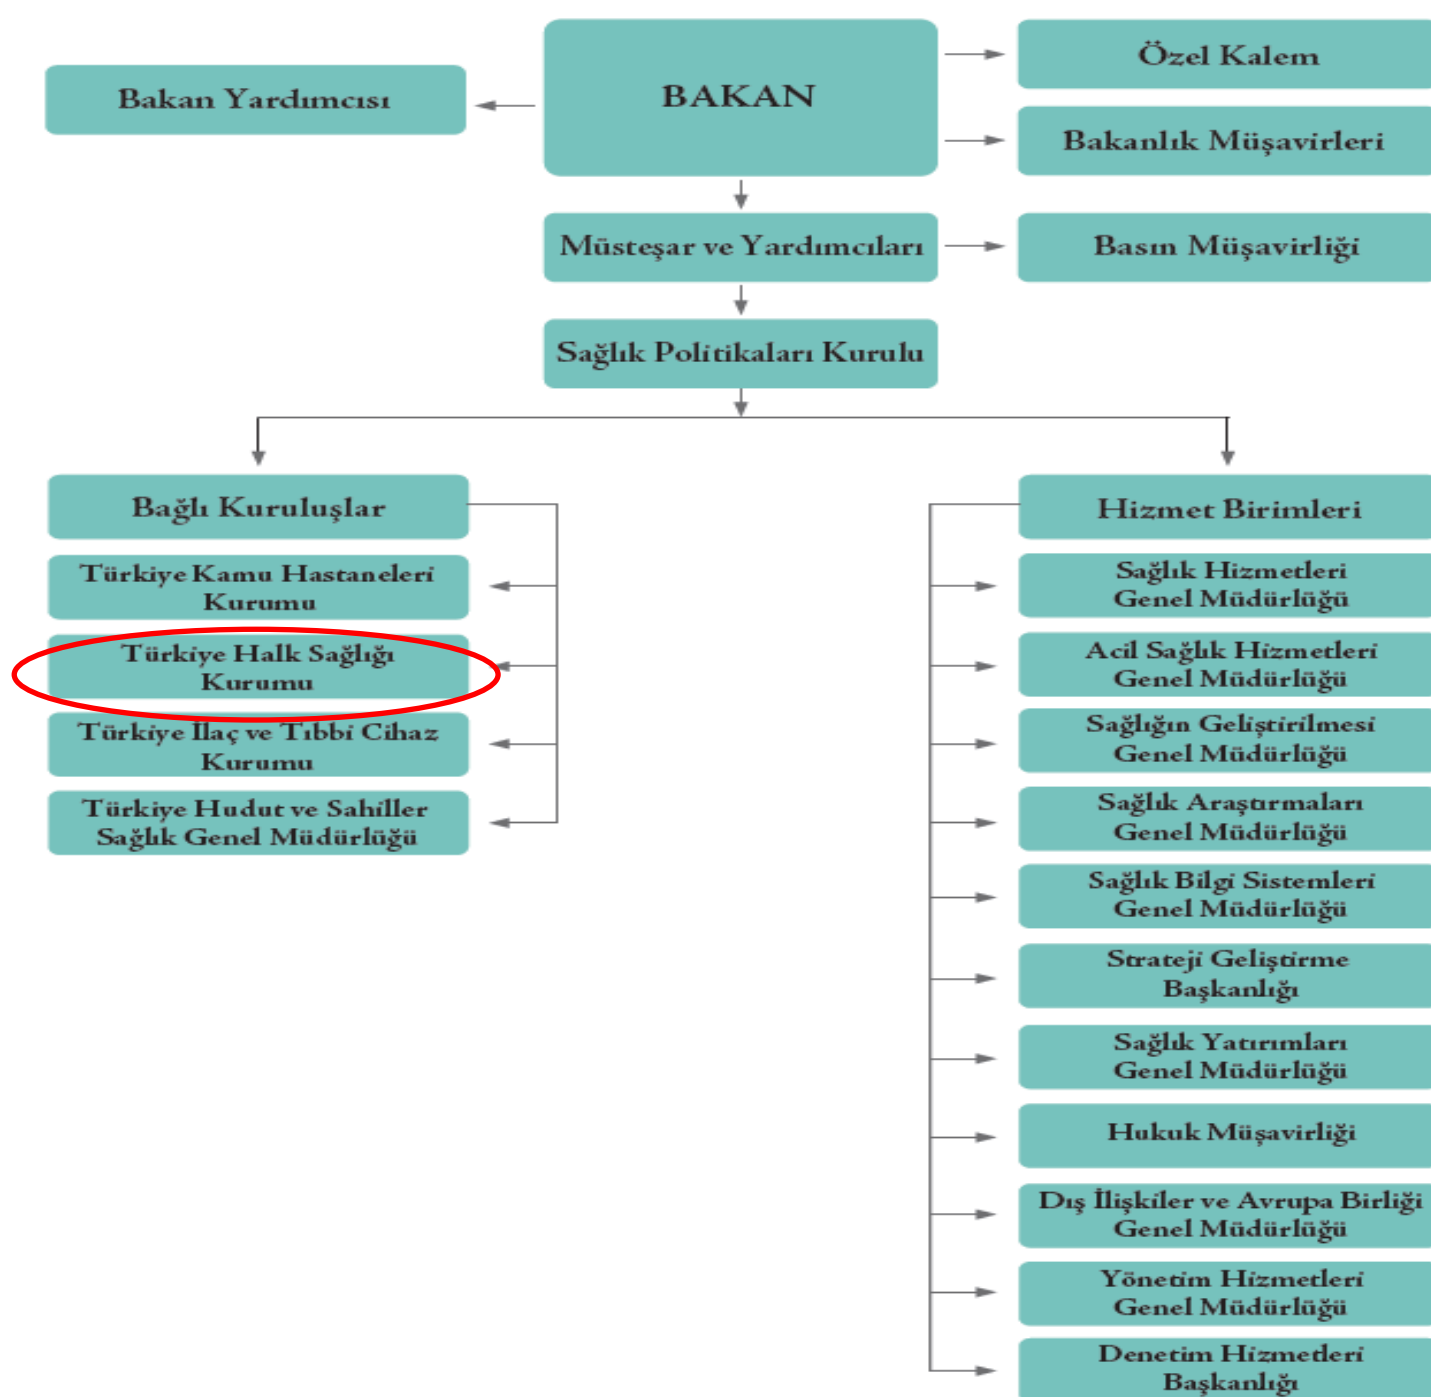 BAKAN
Bakan Yardımcısı
Özel Kalem
Bakanlık Müşavirleri
Müsteşar ve Yardımcıları
Basın Müşavirliği
Sağlık Politikaları Kurulu
Bağlı Kuruluşlar
Türkiye Kamu Hastaneleri
Kurumu
Türkiye Halk Sağlığı
Kurumu
Türkiye İlaç ve Tıbbi Cihaz
Kurumu
Türkiye Hudut ve Sahiller
Sağlık Genel Müdürlüğü
Hizmet Birimleri
Sağlık Hizmetleri
Genel Müdürlüğü
Acil Sağlık Hizmetleri
Genel Müdürlüğü
Sağlığın Geliştirilmesi
Genel Müdürlüğü
Sağlık Araştırmaları
Genel Müdürlüğü
Sağlık Bilgi Sistemleri
Genel Müdürlüğü
Strateji Geliştirme
Başkanlığı
Sağlık Yatırımları
Genel Müdürlüğü
Hukuk Müşavirliği
Dış İlişkiler ve Avrupa Birliği
Genel Müdürlüğü
Yönetim Hizmetleri
Genel Müdürlüğü
Denetim Hizmetleri
Başkanlığı